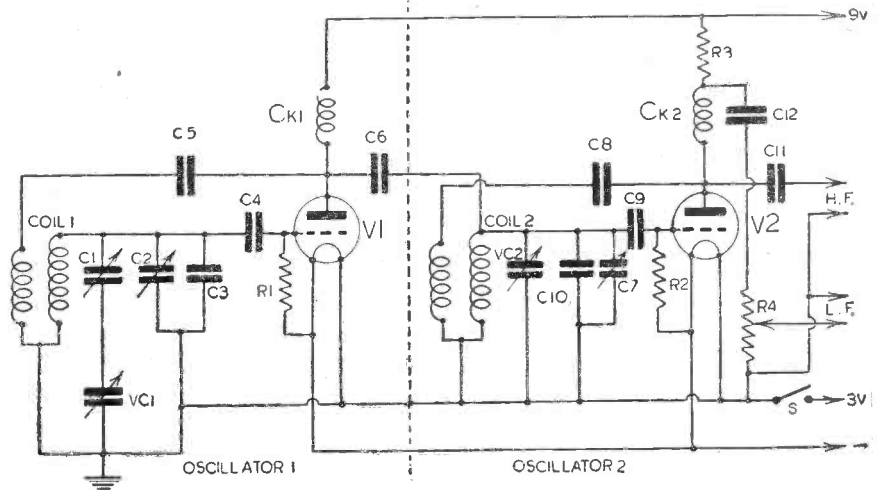 9V
R3
CK1
CK2
C12
C5
C6
C8
C11
C4
C9
H.F.
COIL 1
V1
COIL 2
V2
C1
C2
C3
R1
VC2
C10
C7
R2
R4
L.F.
VC1
S
3V
OSCILLATOR 1
OSCILLATOR 2